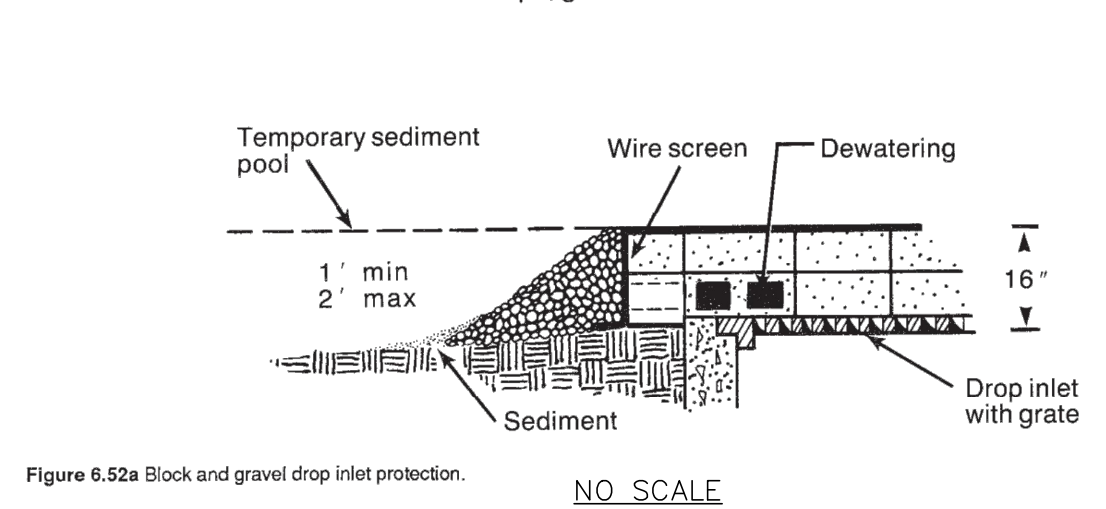 Temporary sediment
pool
Wire screen
Dewatering
1' min
2' max
16"
Drop inlet
with grate
Sediment
Figure 6.52a Block and gravel drop inlet protection.
NO SCALE